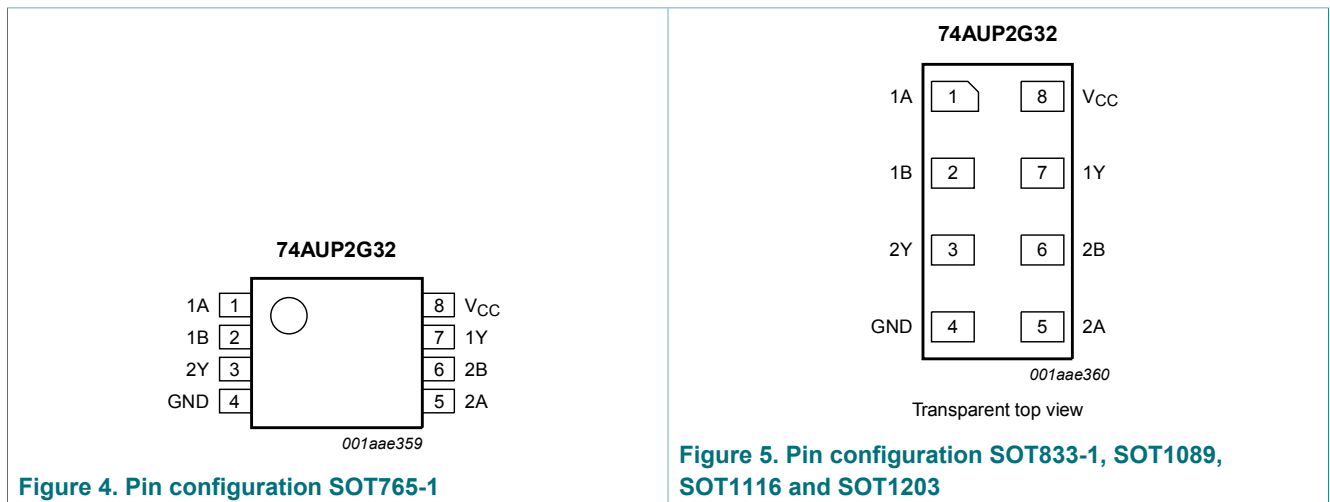 74AUP2G32
1A 1 8 VCC
1B 2 7 1Y
2Y 3 6 2B
GND 4 5 2A
001aae359
Figure 4. Pin configuration SOT765-1
74AUP2G32
1A 1 8 VCC
1B 2 7 1Y
2Y 3 6 2B
GND 4 5 2A
001aae360
Transparent top view
Figure 5. Pin configuration SOT833-1, SOT1089,
SOT1116 and SOT1203